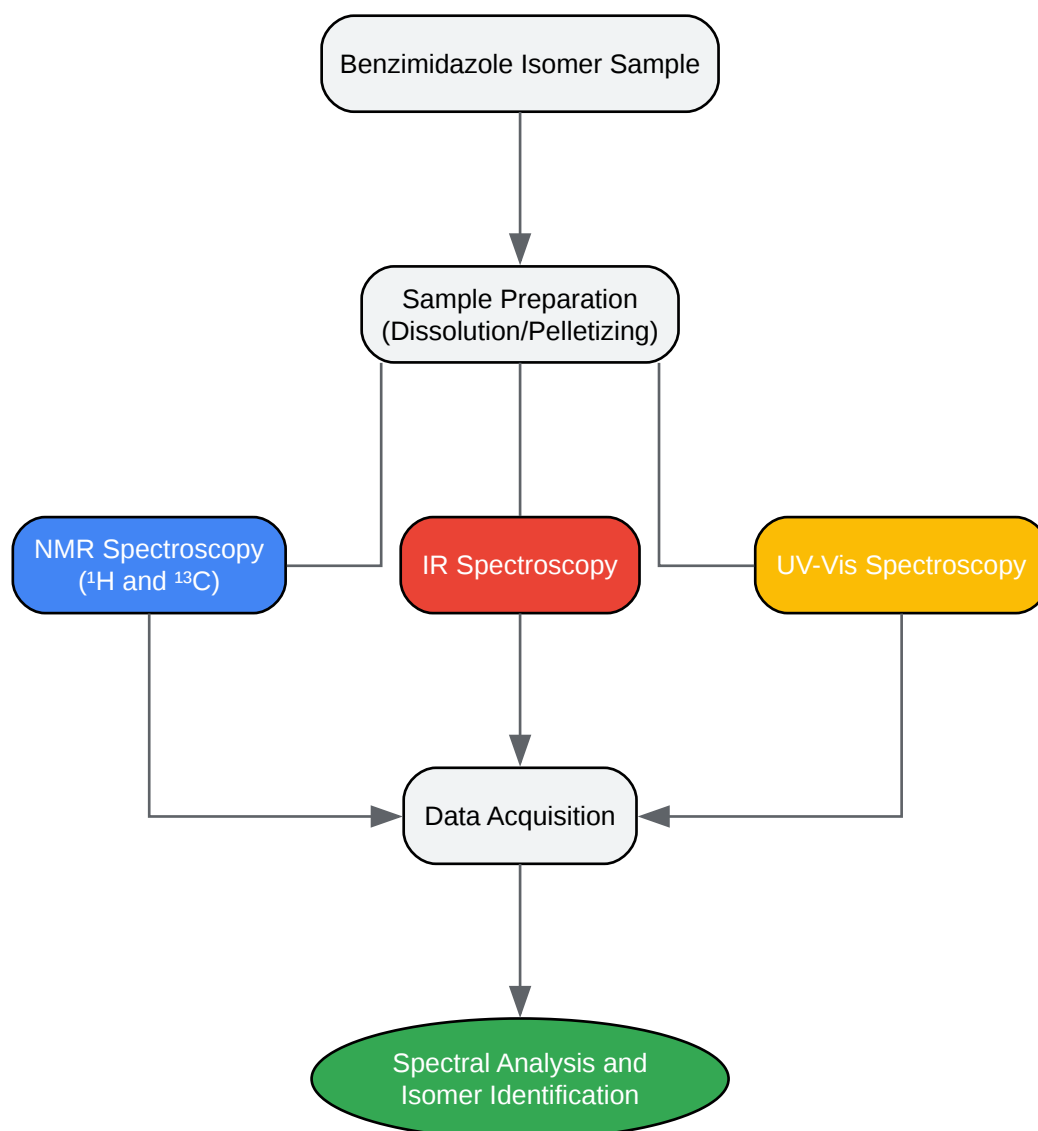 Benzimidazole Isomer Sample
Sample Preparation
(Dissolution/Pelletizing)
NMR Spectroscopy
(¹H and ¹³C)
IR Spectroscopy
UV-Vis Spectroscopy
Data Acquisition
Spectral Analysis and
Isomer Identification